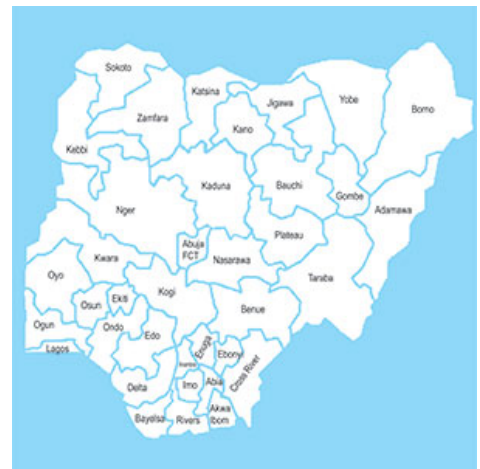 Sokoto
Katsina
Jigawa
Yobe
Borno
Zamfara
Kano
Kebbi
Kaduna
Bauchi
Gombe
Nger
Adamawa
Plateau
Abuja
FCT
Kwara
Nasarawa
Oyo
Taraba
Kogi
Osun
Ekiti
Benue
Ogun
Ondo
Edo
Enugu
Ebonyi
Lagos
Cross River
Delta
Imo
Abia
Bayelsa
Rivers
Akwa
Ibom